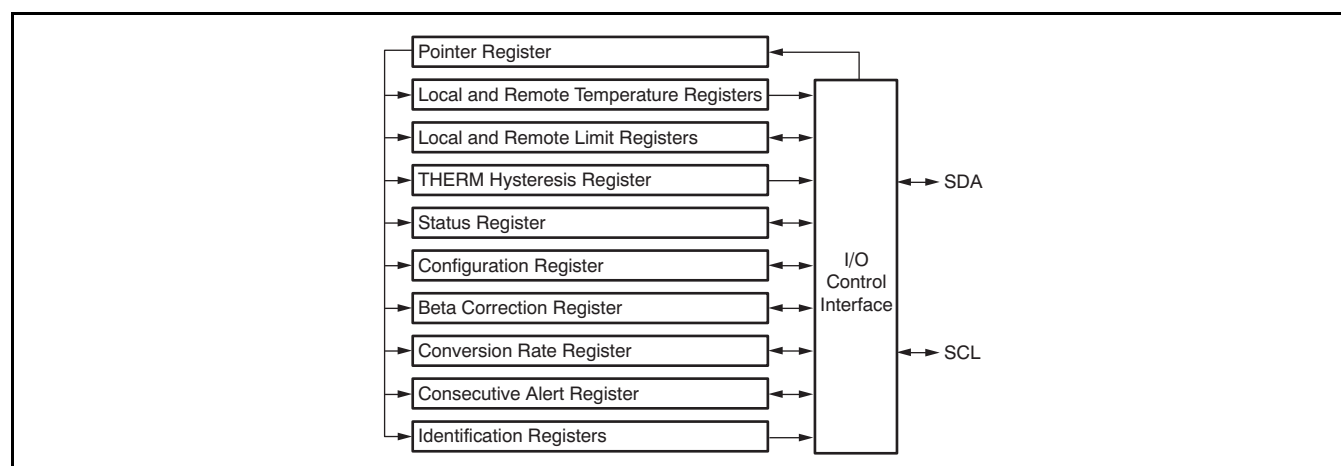 Pointer Register
Local and Remote Temperature Registers
Local and Remote Limit Registers
THERM Hysteresis Register
Status Register
Configuration Register
Beta Correction Register
Conversion Rate Register
Consecutive Alert Register
Identification Registers
I/O
Control
Interface
SDA
SCL